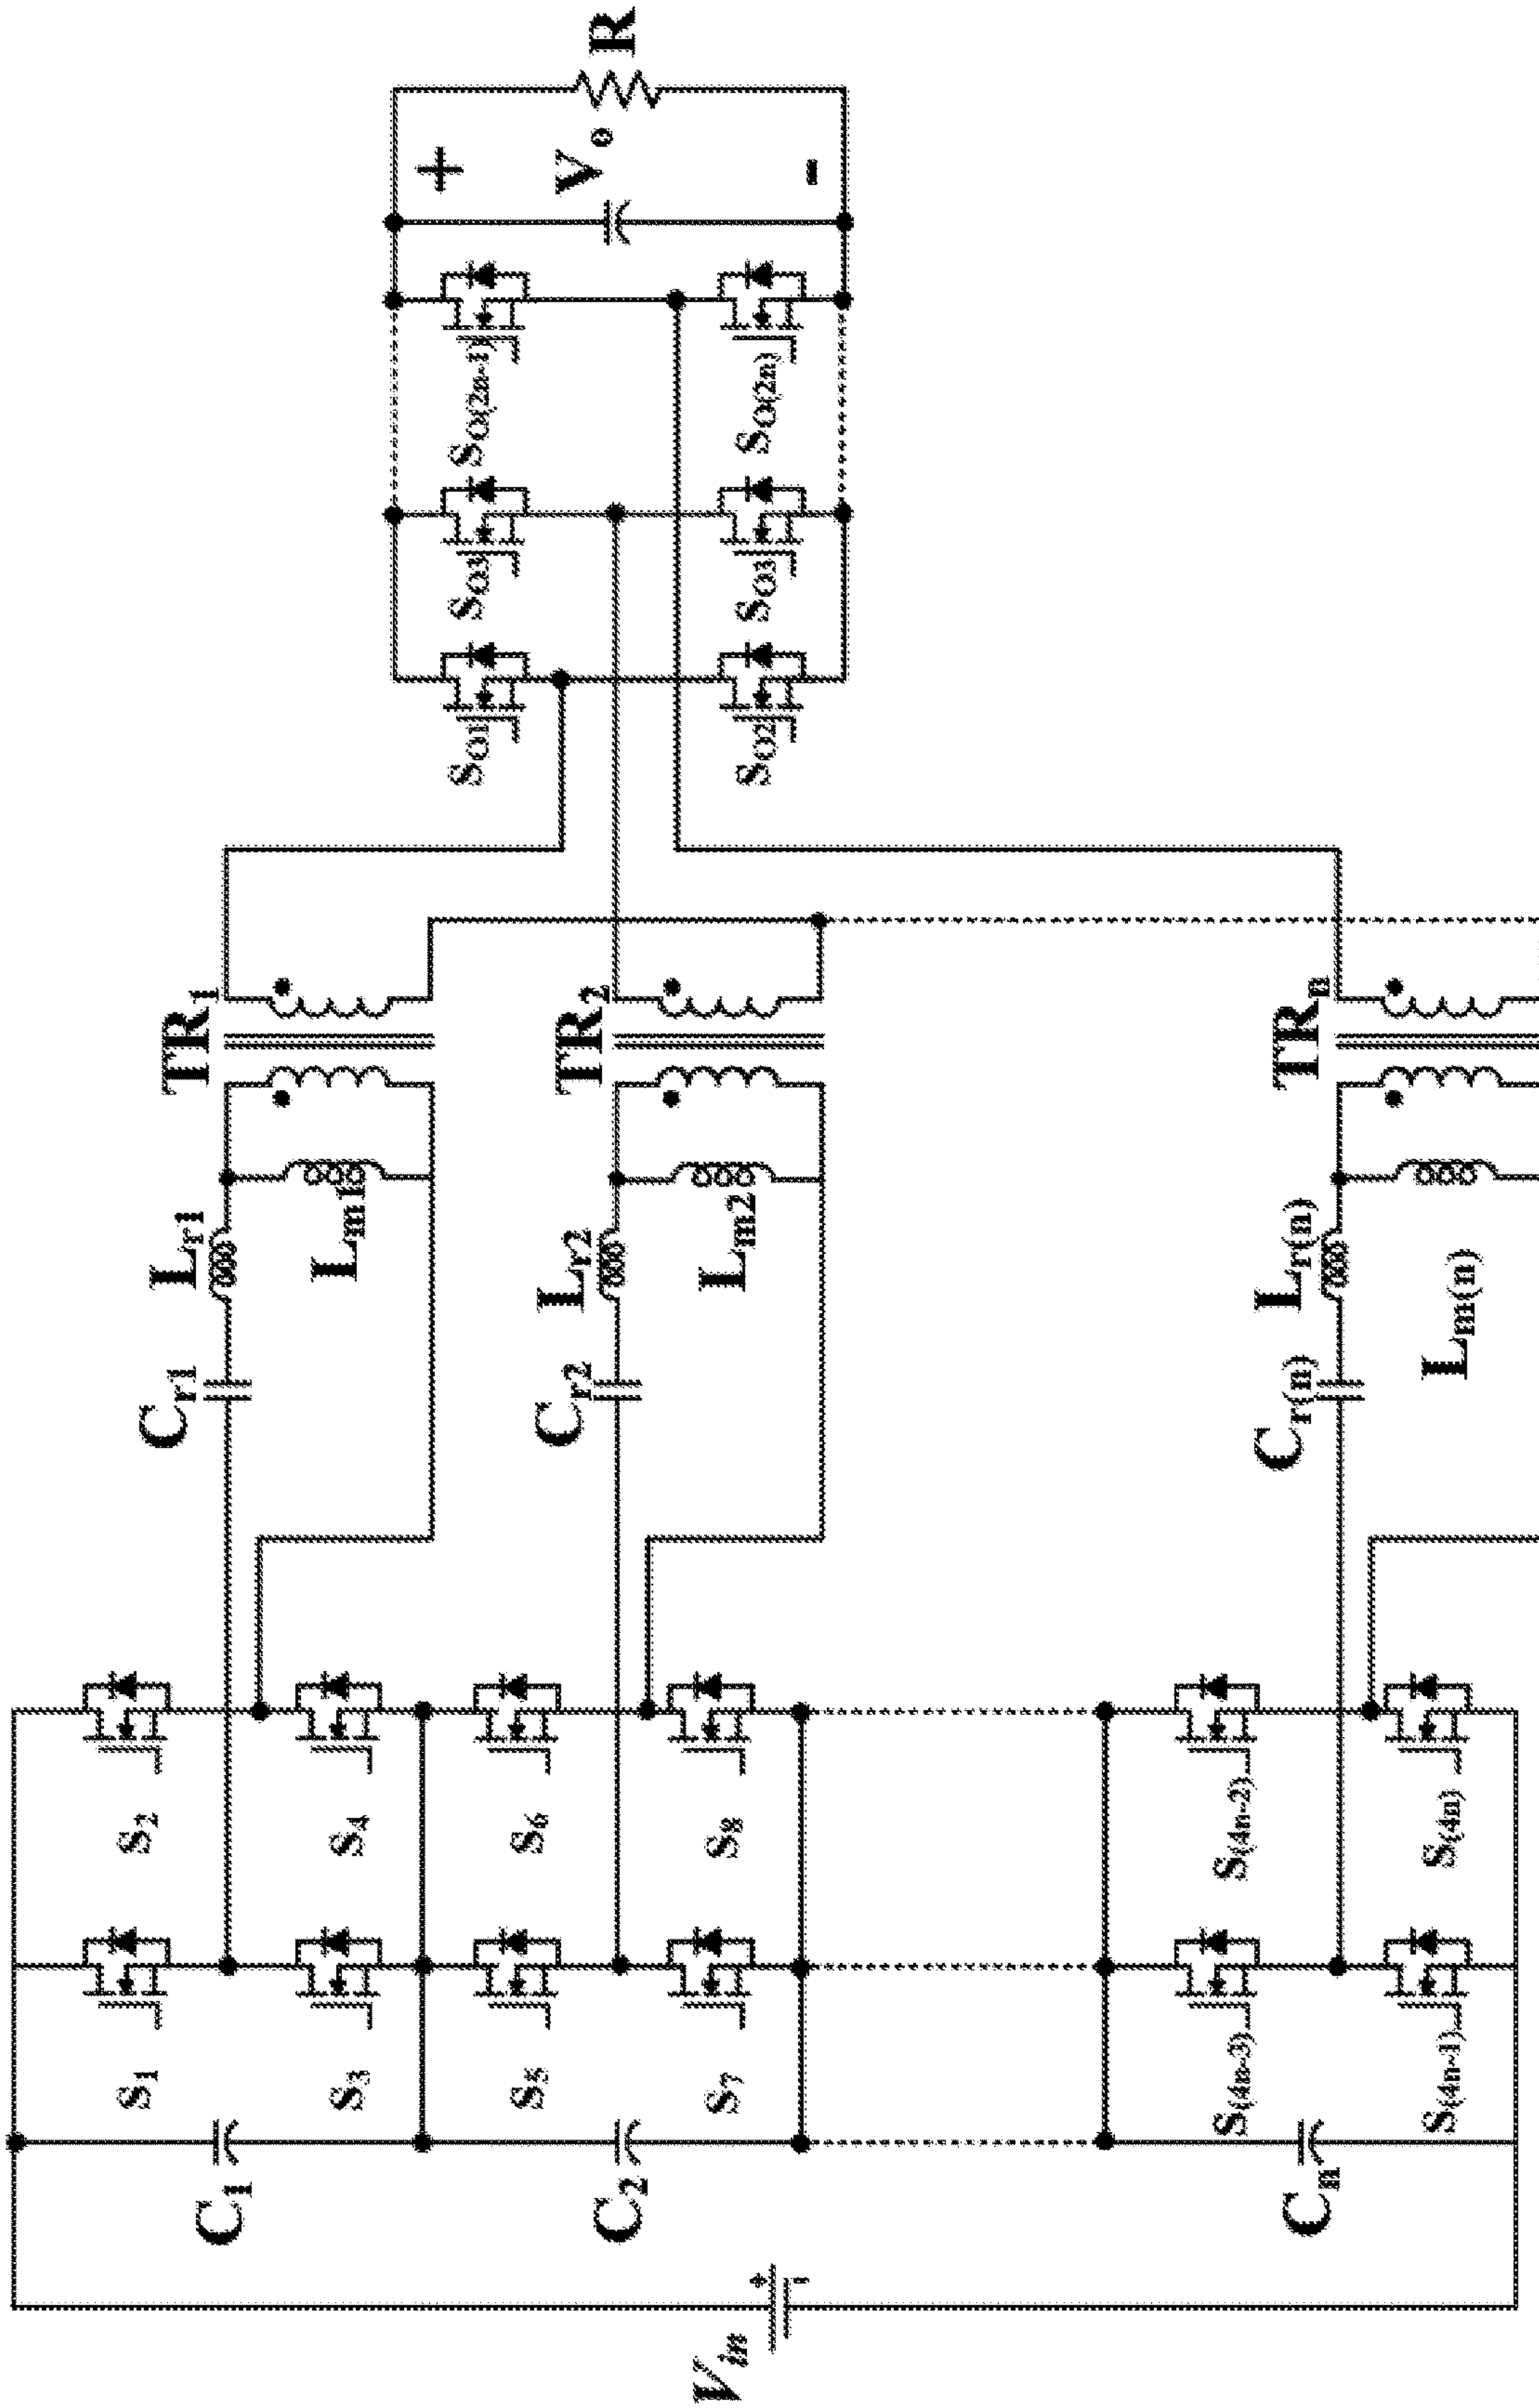 V_in
+
-
C_1
C_2
C_n
S_1
S_2
S_3
S_4
S_5
S_6
S_7
S_8
S_(4n-3)
S_(4n-2)
S_(4n-1)
S_(4n)
C_r1
L_r1
L_m1
TR_1
C_r2
L_r2
L_m2
TR_2
C_r(n)
L_r(n)
L_m(n)
TR_n
S_O1
S_O3
S_O(2n-1)
S_O2
S_O3
S_O(2n)
+
V_o
-
R